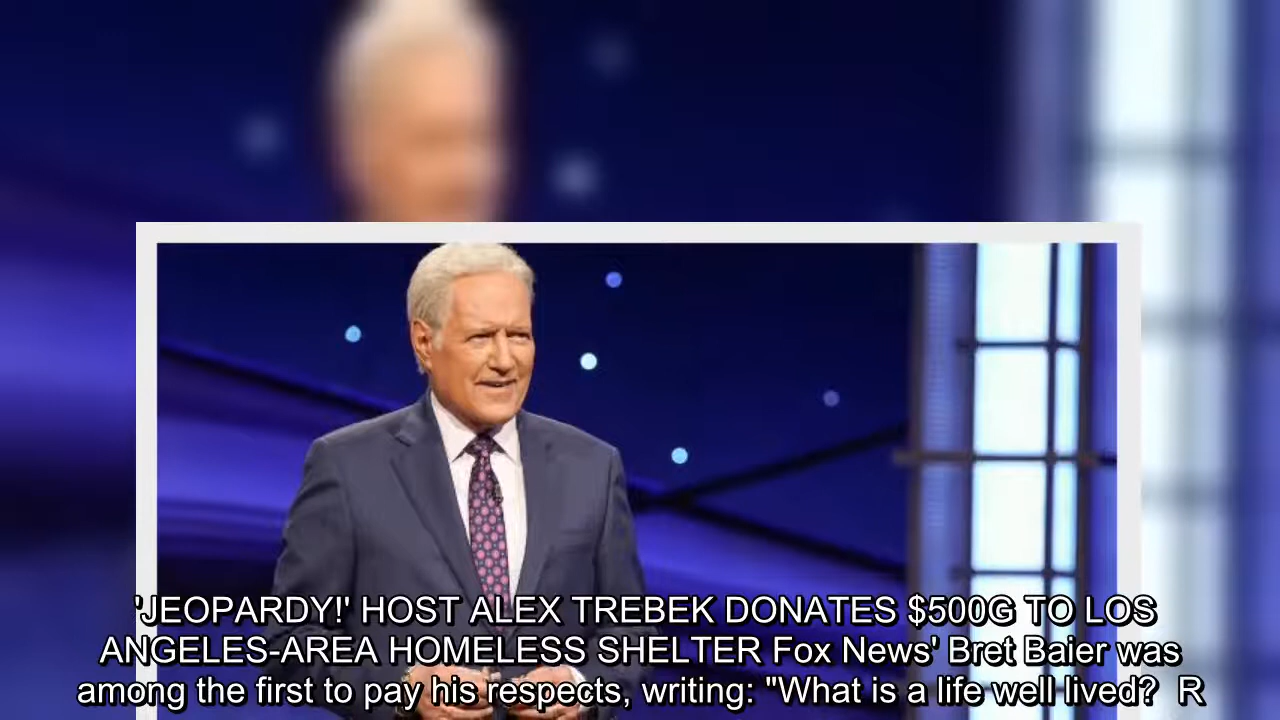 'JEOPARDY!' HOST ALEX TREBEK DONATES $500G TO LOS
ANGELES-AREA HOMELESS SHELTER Fox News' Bret Baier was
among the first to pay his respects, writing: "What is a life well lived?  R